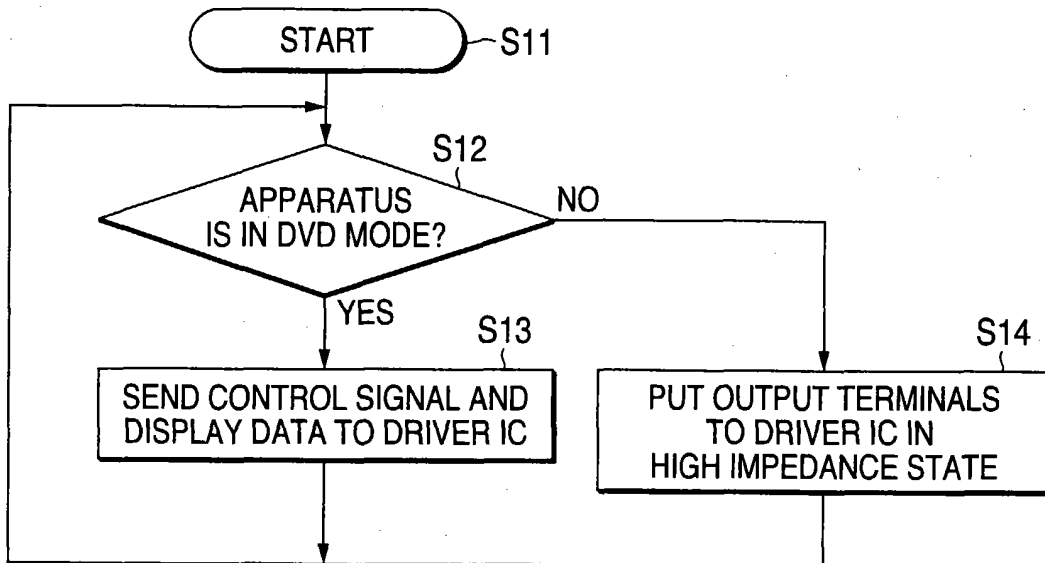 START
S11
S12
APPARATUS
IS IN DVD MODE?
NO
YES
S13
SEND CONTROL SIGNAL AND
DISPLAY DATA TO DRIVER IC
S14
PUT OUTPUT TERMINALS
TO DRIVER IC IN
HIGH IMPEDANCE STATE